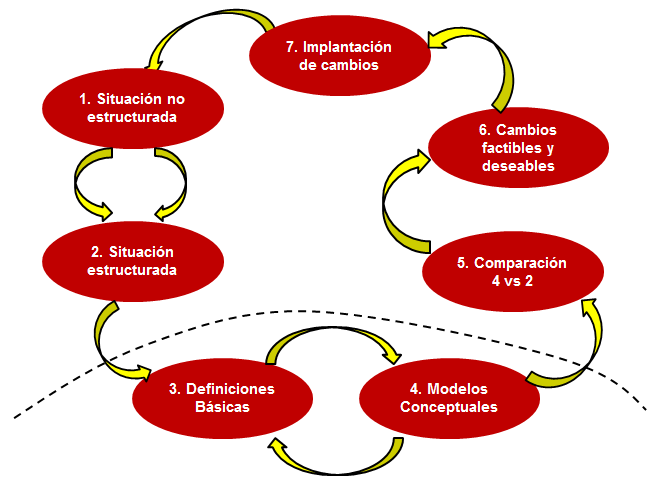 1. Situación no
estructurada
2. Situación
estructurada
3. Definiciones
Básicas
4. Modelos
Conceptuales
5. Comparación
4 vs 2
6. Cambios
factibles y
deseables
7. Implantación
de cambios